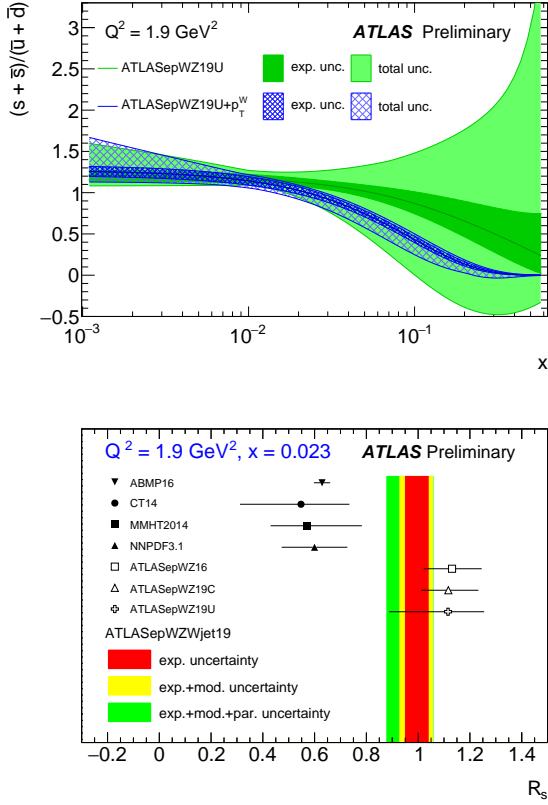 (s + s̅)/(u̅ + d̅)
Q² = 1.9 GeV² ATLAS Preliminary
ATLASepWZ19U exp. unc. total unc.
ATLASepWZ19U+p_T^W exp. unc. total unc.
3
2.5
2
1.5
1
0.5
0
−0.5
10⁻³ 10⁻² 10⁻¹
x
Q² = 1.9 GeV², x = 0.023 ATLAS Preliminary
ABMP16
CT14
MMHT2014
NNPDF3.1
ATLASepWZ16
ATLASepWZ19C
ATLASepWZ19U
ATLASepWZWjet19
exp. uncertainty
exp.+mod. uncertainty
exp.+mod.+par. uncertainty
−0.2 0 0.2 0.4 0.6 0.8 1 1.2 1.4
R_s